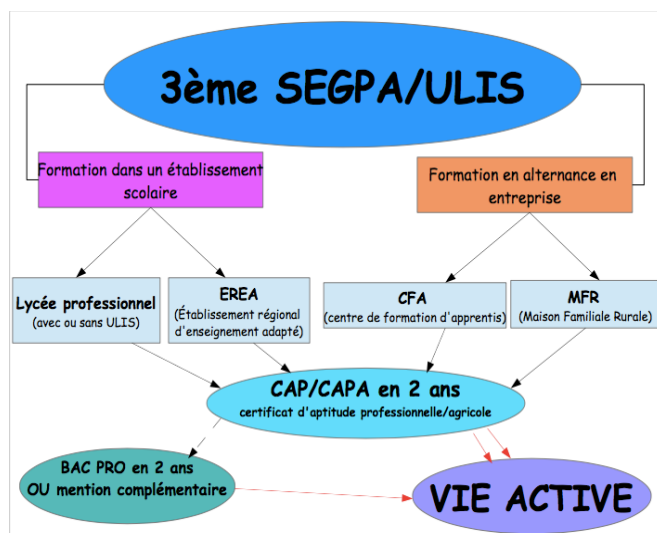 3ème SEGPA/ULIS
Formation dans un établissement
scolaire
Formation en alternance en
entreprise
Lycée professionnel
(avec ou sans ULIS)
EREA
(Établissement régional
d'enseignement adapté)
CFA
(centre de formation d'apprentis)
MFR
(Maison Familiale Rurale)
CAP/CAPA en 2 ans
certificat d'aptitude professionnelle/agricole
BAC PRO en 2 ans
OU mention complémentaire
VIE ACTIVE